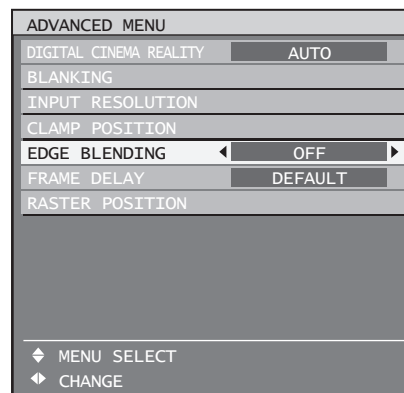 ADVANCED MENU
DIGITAL CINEMA REALITY AUTO
BLANKING
INPUT RESOLUTION
CLAMP POSITION
EDGE BLENDING OFF
FRAME DELAY DEFAULT
RASTER POSITION
MENU SELECT
CHANGE